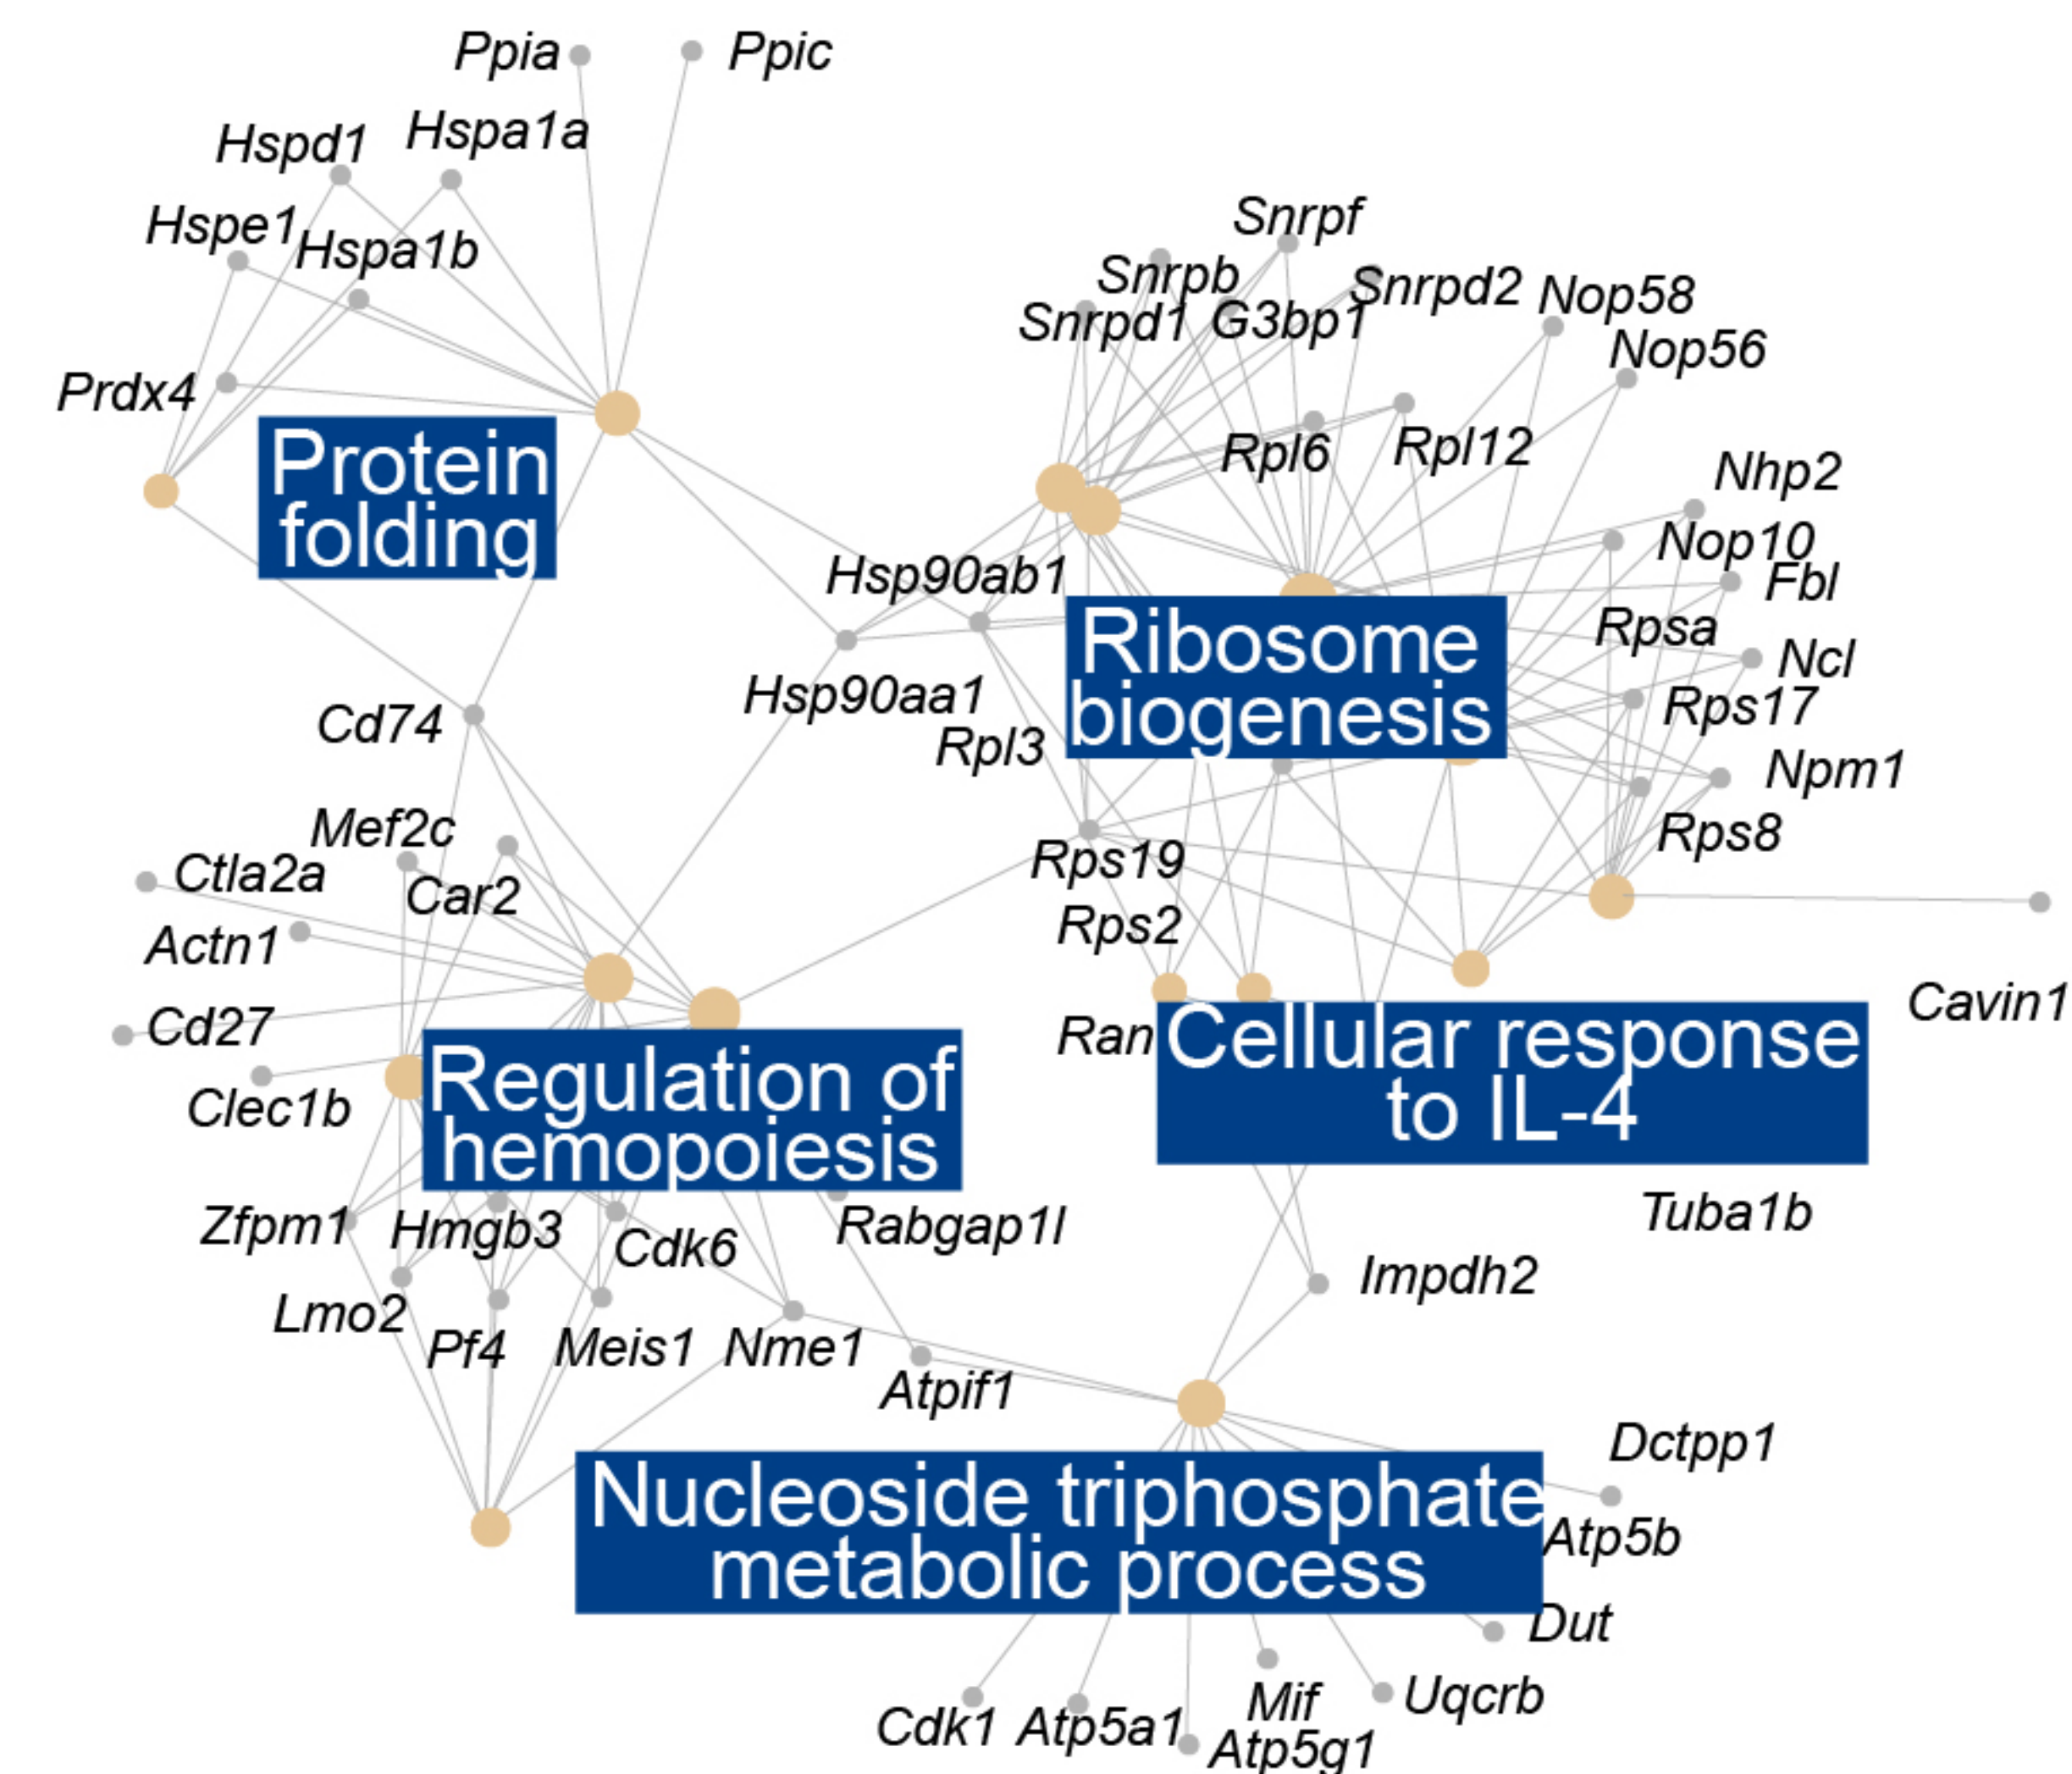 Ppia
Ppic
Hspd1
Hspa1a
Hspe1
Hspa1b
Prdx4
Protein
folding
Snrpf
Snrpb
Snrpd2
Nop58
Snrpd1
G3bp1
Nop56
Rpl6
Rpl12
Nhp2
Nop10
Hsp90ab1
Fbl
Rpsa
Ribosome
biogenesis
Ncl
Hsp90aa1
Rps17
Cd74
Rpl3
Npm1
Mef2c
Rps8
Ctla2a
Car2
Rps19
Actn1
Rps2
Cavin1
Cd27
Ran
Cellular response
to IL-4
Clec1b
Regulation of
hemopoiesis
Zfpm1
Hmgb3
Cdk6
Rabgap1l
Tuba1b
Impdh2
Lmo2
Pf4
Meis1
Nme1
Atpif1
Dctpp1
Nucleoside triphosphate
metabolic process
Atp5b
Dut
Cdk1
Atp5a1
Mif
Uqcrb
Atp5g1